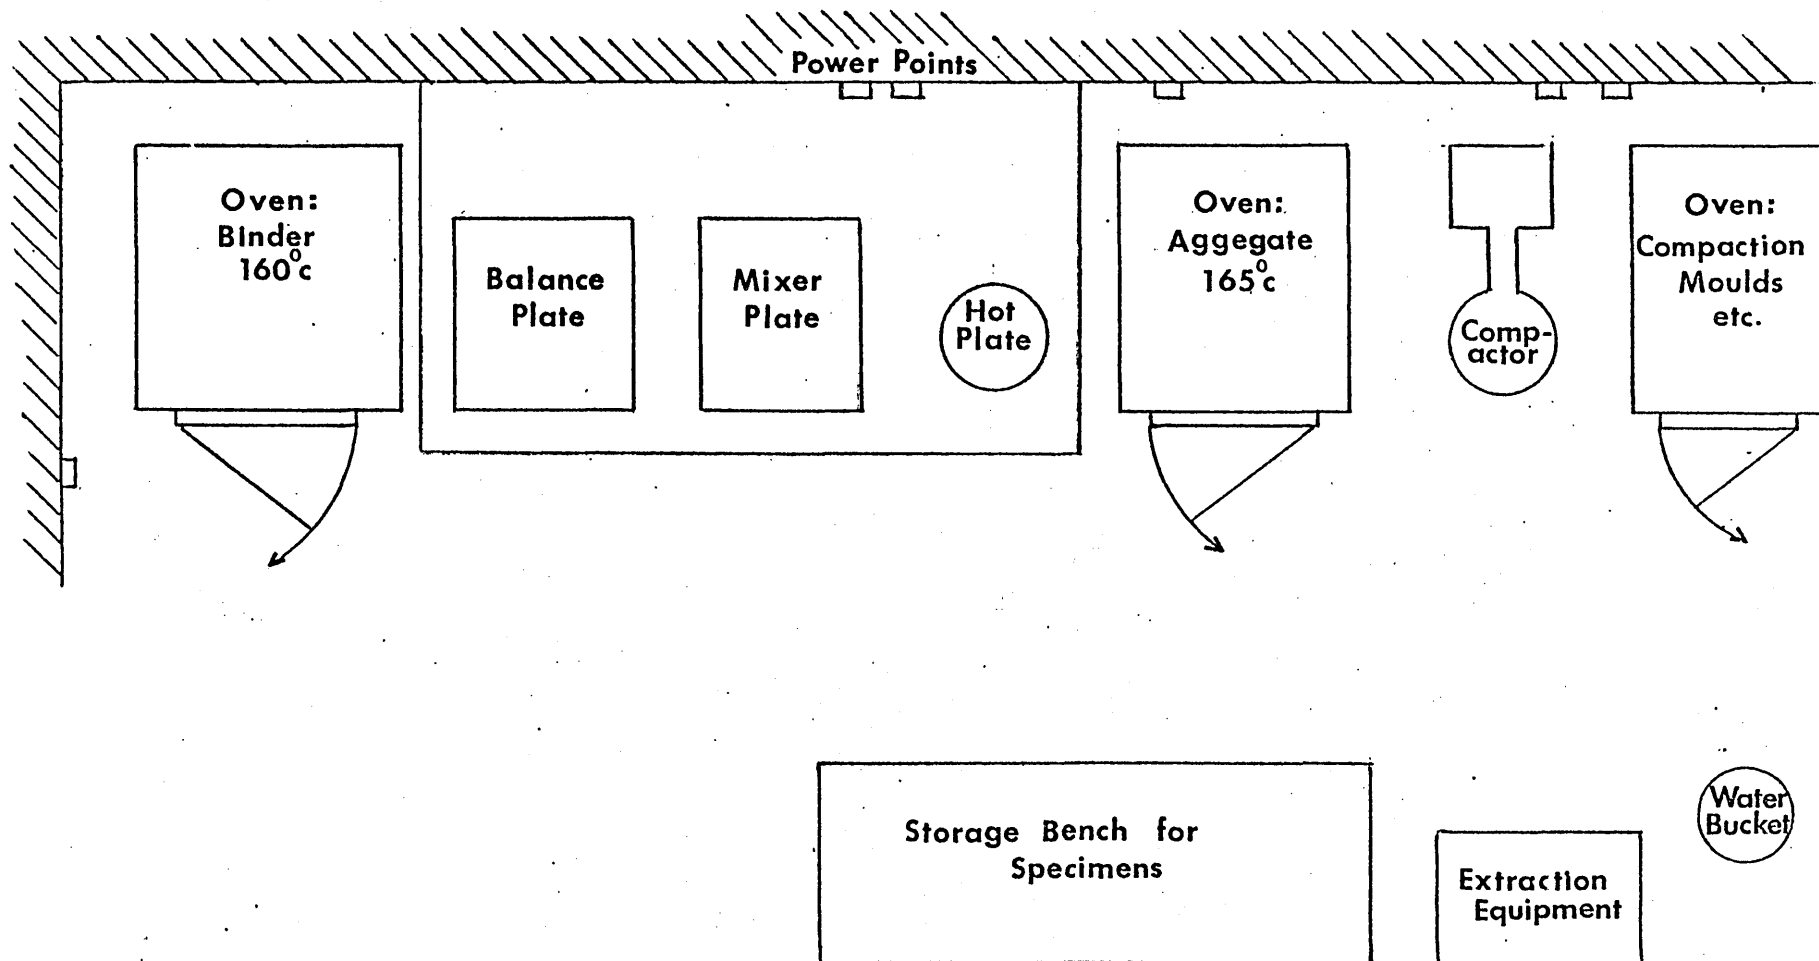 Power Points
Oven:
Binder
160°c
Balance
Plate
Mixer
Plate
Hot
Plate
Oven:
Aggegate
165°c
Comp-
actor
Oven:
Compaction
Moulds
etc.
Storage Bench for
Specimens
Extraction
Equipment
Water
Bucket